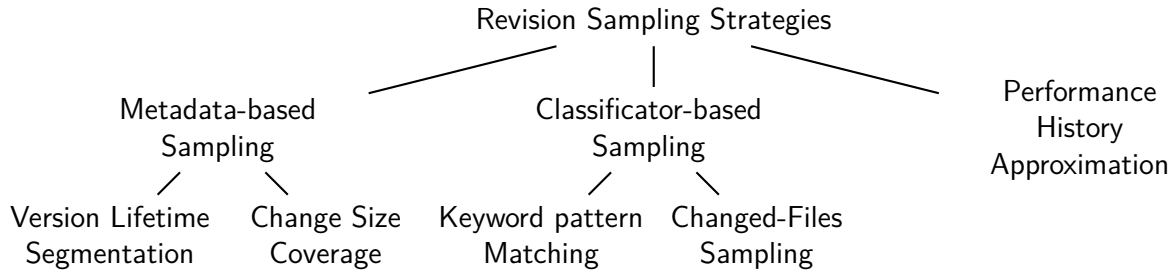 Revision Sampling Strategies
Metadata-based
Sampling
Classificator-based
Sampling
Performance
History
Approximation
Version Lifetime
Segmentation
Change Size
Coverage
Keyword pattern
Matching
Changed-Files
Sampling